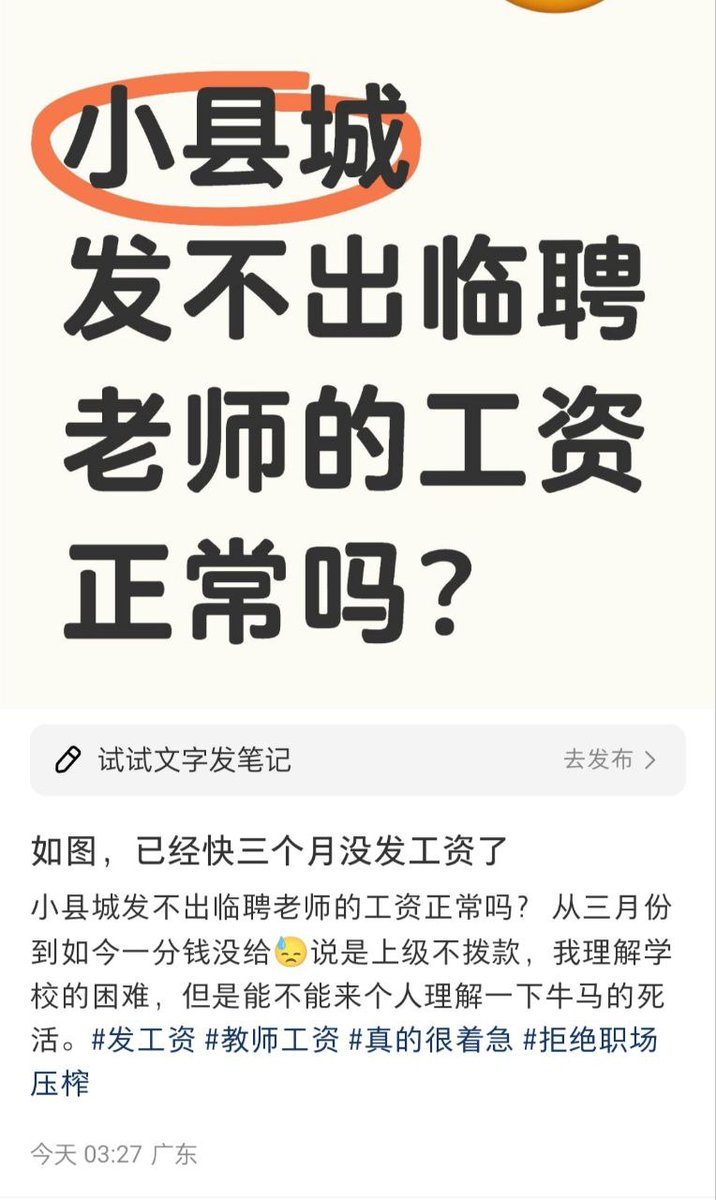 小县城
发不出临聘
老师的工资
正常吗？
试试文字发笔记 去发布
如图，已经快三个月没发工资了
小县城发不出临聘老师的工资正常吗？ 从三月份
到如今一分钱没给😓说是上级不拨款，我理解学
校的困难，但是能不能来个人理解一下牛马的死
活。#发工资 #教师工资 #真的很着急 #拒绝职场
压榨
今天 03:27 广东